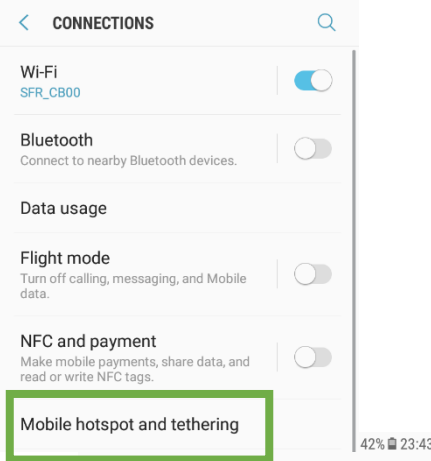 CONNECTIONS
Wi-Fi
SFR_CB00
Bluetooth
Connect to nearby Bluetooth devices.
Data usage
Flight mode
Turn off calling, messaging, and Mobile
data.
NFC and payment
Make mobile payments, share data, and
read or write NFC tags.
Mobile hotspot and tethering
42% 23:43